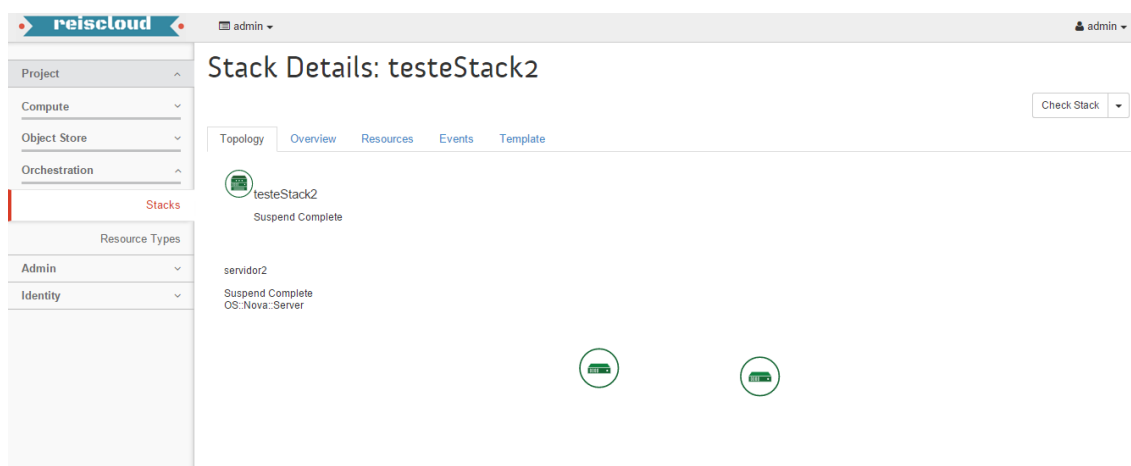 reiscloud
admin
admin
Project
Compute
Object Store
Orchestration
Stacks
Resource Types
Admin
Identity
Stack Details: testeStack2
Check Stack
Topology Overview Resources Events Template
testeStack2
Suspend Complete
servidor2
Suspend Complete
OS::Nova::Server